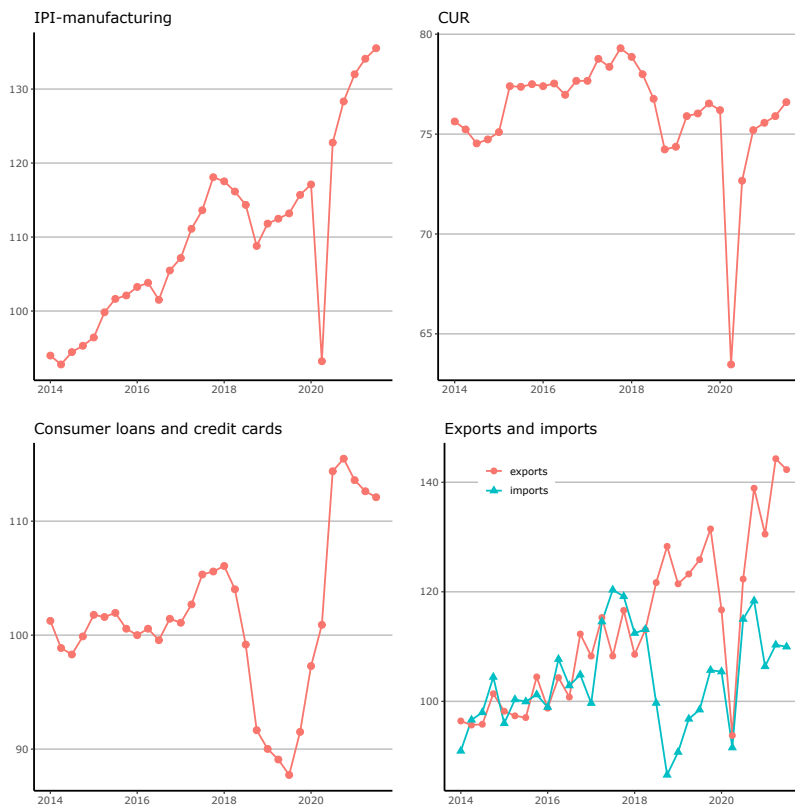 IPI-manufacturing
130
120
110
100
2014 2016 2018 2020
CUR
80
75
70
65
2014 2016 2018 2020
Consumer loans and credit cards
110
100
90
2014 2016 2018 2020
Exports and imports
exports
imports
140
120
100
2014 2016 2018 2020